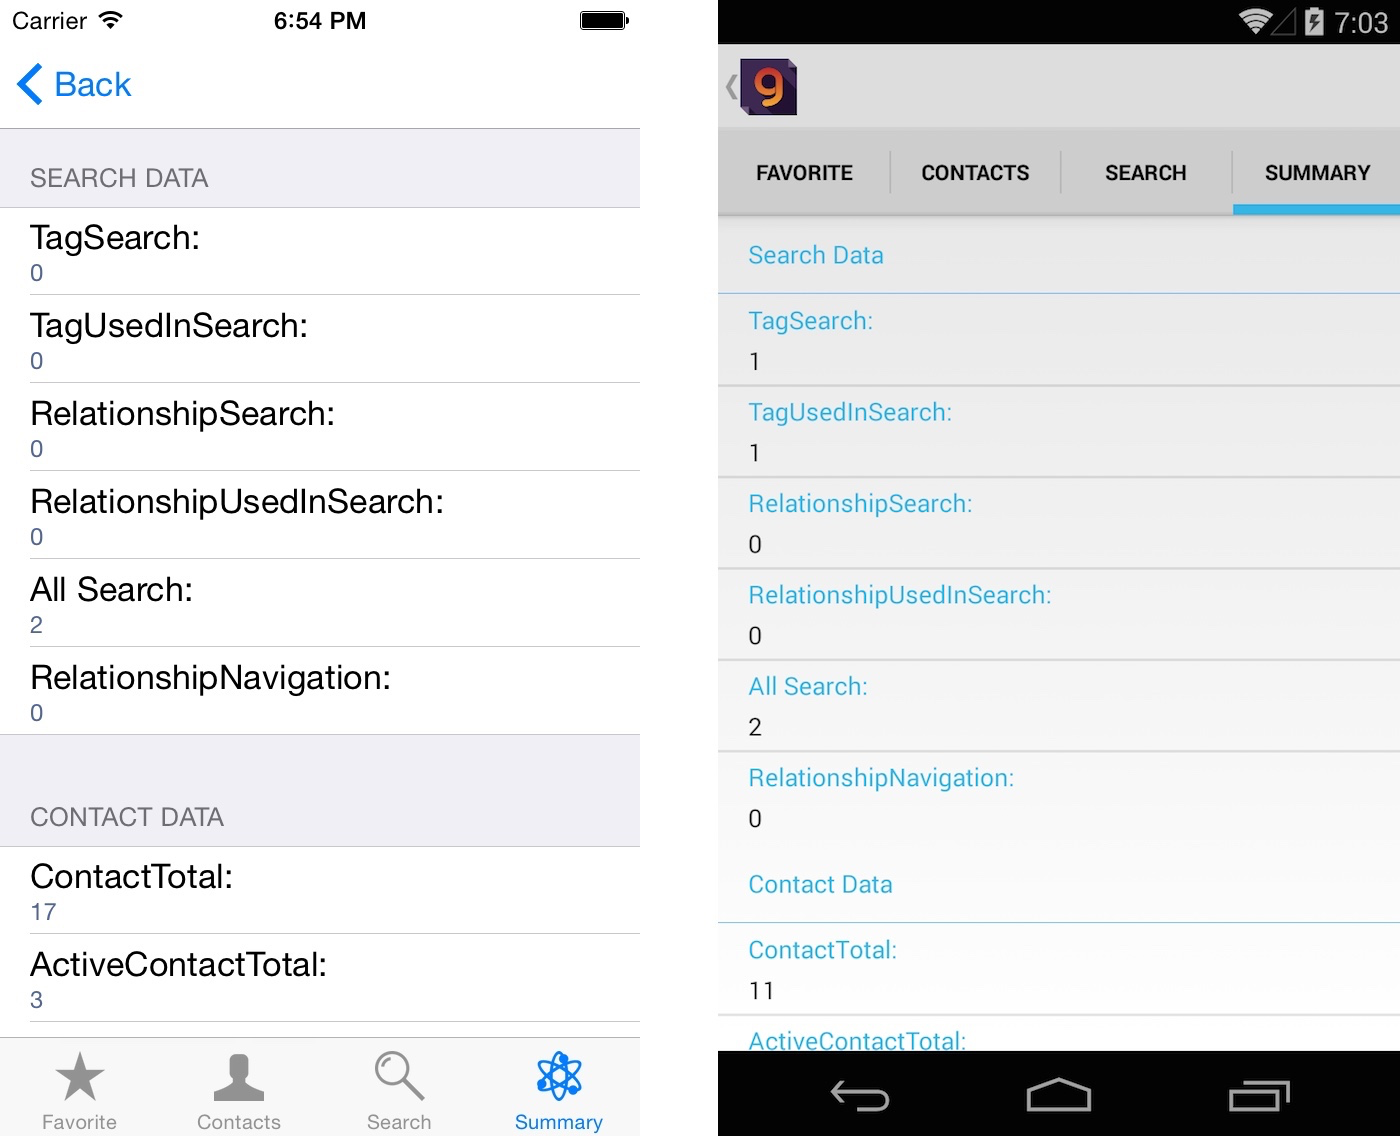 Carrier 6:54 PM
Back
SEARCH DATA
TagSearch:
0
TagUsedInSearch:
0
RelationshipSearch:
0
RelationshipUsedInSearch:
0
All Search:
2
RelationshipNavigation:
0
CONTACT DATA
ContactTotal:
17
ActiveContactTotal:
3
Favorite Contacts Search Summary
7:03
9
FAVORITE CONTACTS SEARCH SUMMARY
Search Data
TagSearch:
1
TagUsedInSearch:
1
RelationshipSearch:
0
RelationshipUsedInSearch:
0
All Search:
2
RelationshipNavigation:
0
Contact Data
ContactTotal:
11
ActiveContactTotal: